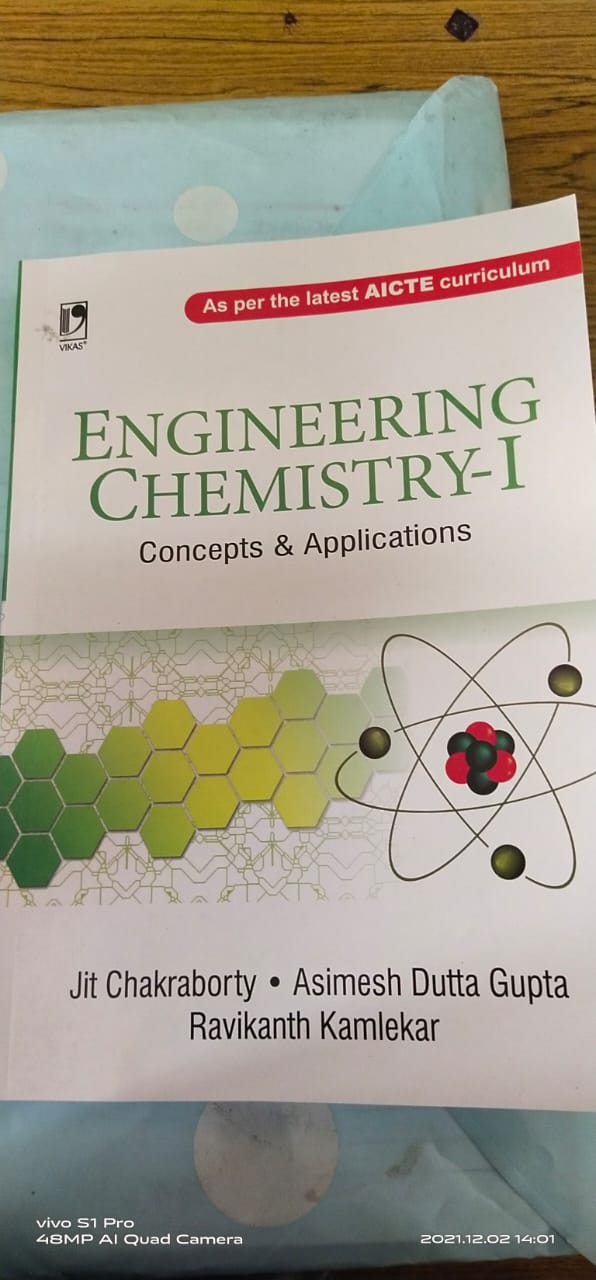 As per the latest AICTE curriculum
VIKAS®
ENGINEERING
CHEMISTRY-I
Concepts & Applications
Jit Chakraborty • Asimesh Dutta Gupta
Ravikanth Kamlekar
vivo S1 Pro
48MP AI Quad Camera
2021.12.02 14:01